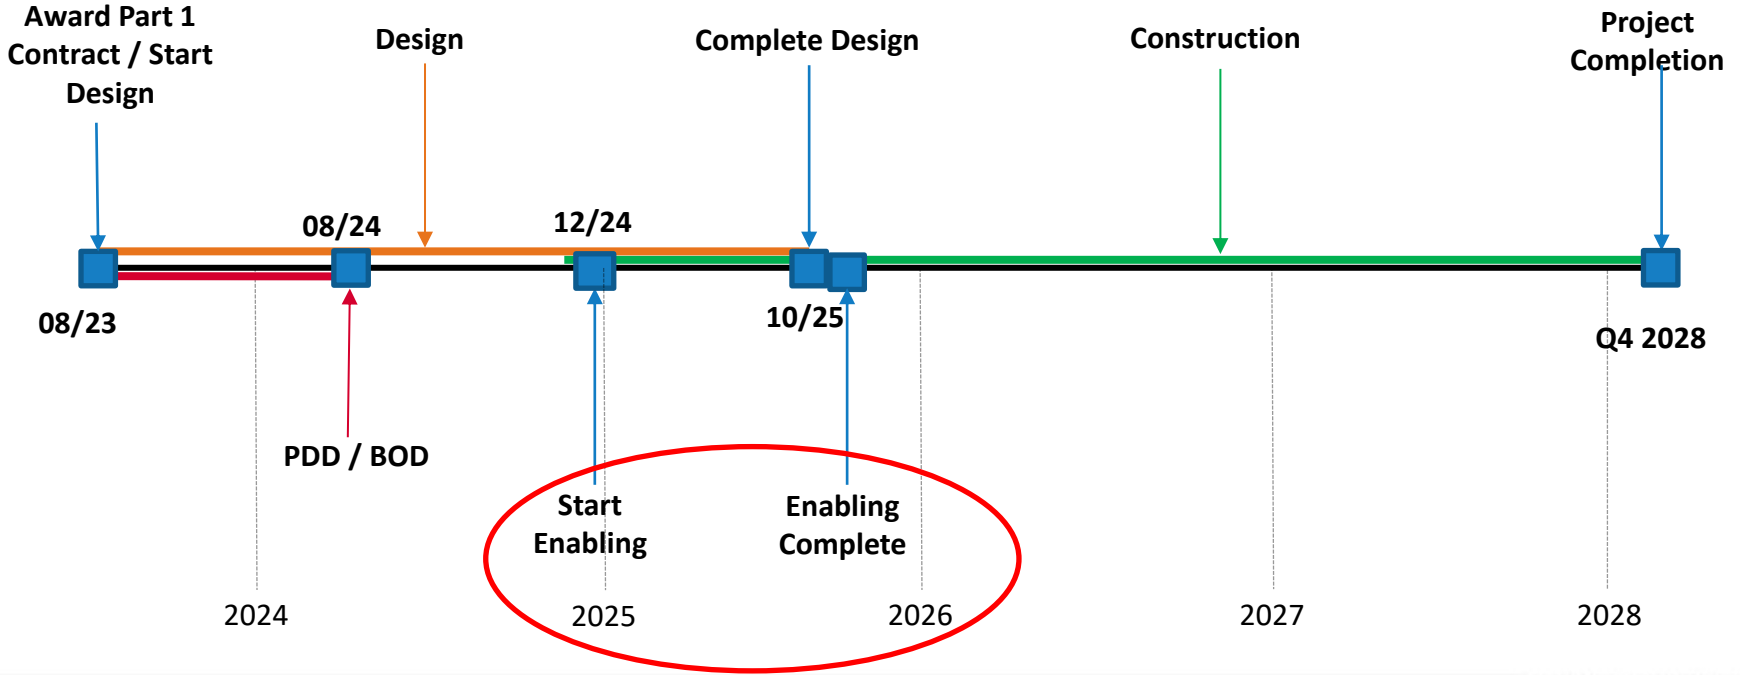 Award Part 1
Contract / Start
Design
Design
Complete Design
Construction
Project
Completion
08/24
12/24
08/23
10/25
Q4 2028
PDD / BOD
Start
Enabling
Enabling
Complete
2024
2025
2026
2027
2028